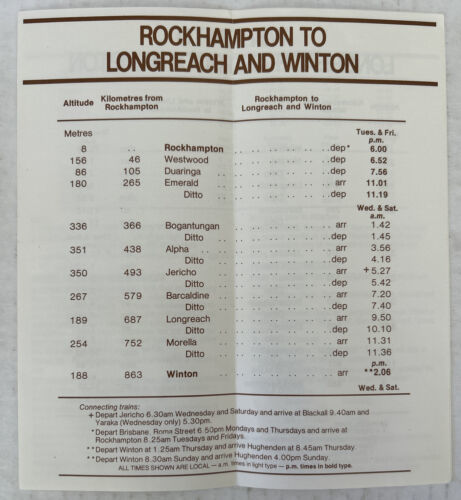 ROCKHAMPTON TO
LONGREACH AND WINTON
Altitude Kilometres from Rockhampton Rockhampton to Longreach and Winton
Metres Tues. & Fri.
p.m.
8 . . Rockhampton dep* 6.00
156 46 Westwood dep 6.52
86 105 Duaringa dep 7.56
180 265 Emerald arr 11.01
Ditto dep 11.19
Wed. & Sat.
a.m.
336 366 Bogantungan arr 1.42
Ditto dep 1.45
351 438 Alpha arr 3.56
Ditto dep 4.16
350 493 Jericho arr +5.27
Ditto dep 5.42
267 579 Barcaldine arr 7.20
Ditto dep 7.40
189 687 Longreach arr 9.50
Ditto dep 10.10
254 752 Morella arr 11.31
Ditto dep 11.36
p.m.
188 863 Winton arr **2.06
Wed. & Sat.
Connecting trains:
+ Depart Jericho 6.30am Wednesday and Saturday and arrive at Blackall 9.40am and
Yaraka (Wednesday only) 5.30pm.
*Depart Brisbane, Roma Street 6.50pm Mondays and Thursdays and arrive at
Rockhampton 8.25am Tuesdays and Fridays.
**Depart Winton at 1.25am Thursday and arrive Hughenden at 8.45am Thursday.
**Depart Winton 8.30am Sunday and arrive Hughenden 4.00pm Sunday.
ALL TIMES SHOWN ARE LOCAL — a.m. times in light type — p.m. times in bold type.